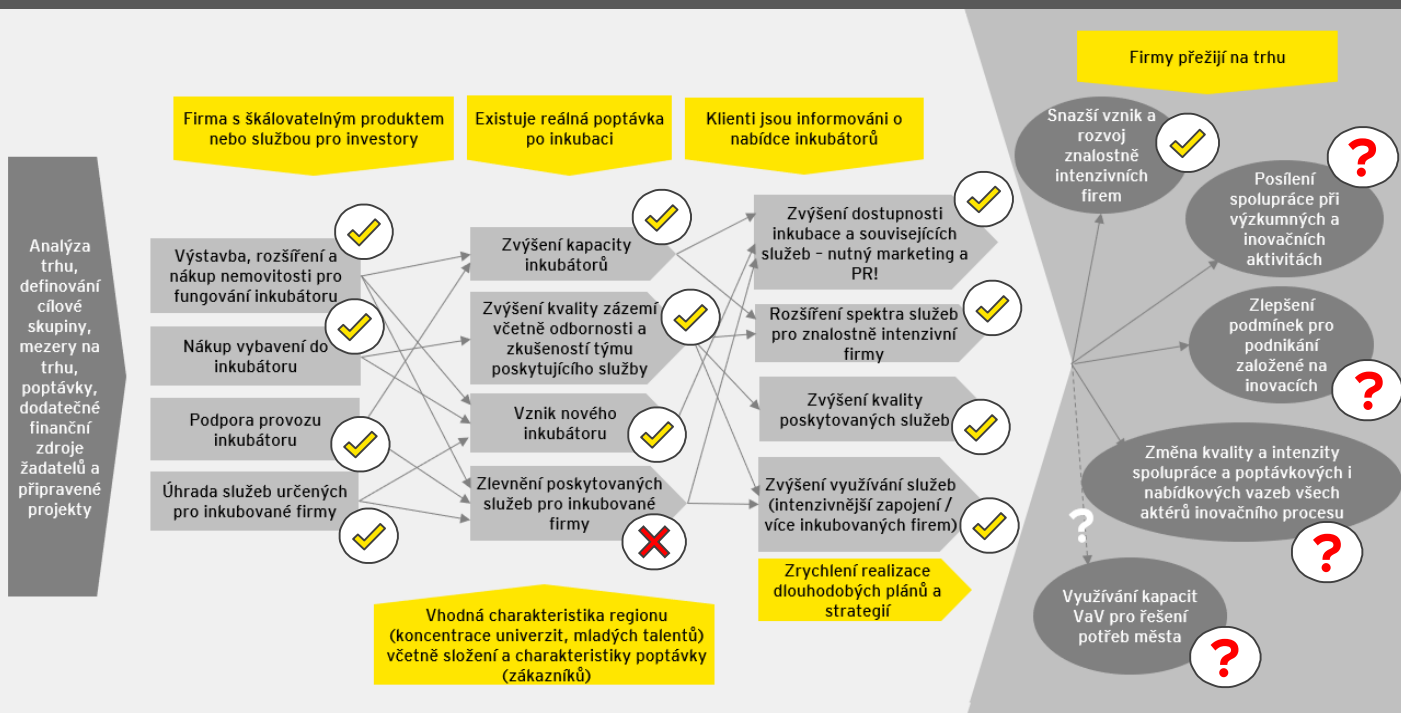 Analýza
trhu,
definování
cílové
skupiny,
mezery na
trhu,
poptávky,
dodatečné
finanční
zdroje
žadatelů a
připravené
projekty
Firma s škálovatelným produktem
nebo službou pro investory
Výstavba, rozšíření a
nákup nemovitosti pro
fungování inkubátoru
Nákup vybavení do
inkubátoru
Podpora provozu
inkubátoru
Úhrada služeb určených
pro inkubované firmy
Existuje reálná poptávka
po inkubaci
Zvýšení kapacity
inkubátorů
Zvýšení kvality zázemí
včetně odbornosti a
zkušeností týmu
poskytujícího služby
Vznik nového
inkubátoru
Zlevnění poskytovaných
služeb pro inkubované
firmy
Vhodná charakteristika regionu
(koncentrace univerzit, mladých talentů)
včetně složení a charakteristiky poptávky
(zákazníků)
Klienti jsou informováni o
nabídce inkubátorů
Zvýšení dostupnosti
inkubace a souvisejících
služeb – nutný marketing a
PR!
Rozšíření spektra služeb
pro znalostně intenzivní
firmy
Zvýšení kvality
poskytovaných služeb
Zvýšení využívání služeb
(intenzivnější zapojení /
více inkubovaných firem)
Zrychlení realizace
dlouhodobých plánů a
strategií
Firmy přežijí na trhu
Snazší vznik a
rozvoj
znalostně
intenzivních
firem
?
Posílení
spolupráce při
výzkumných a
inovačních
aktivitách
Zlepšení
podmínek pro
podnikání
založené na
inovacích
?
Změna kvality a intenzity
spolupráce a poptávkových i
nabídkových vazeb všech
aktérů inovačního procesu
?
?
Využívání kapacit
VaV pro řešení
potřeb města
?